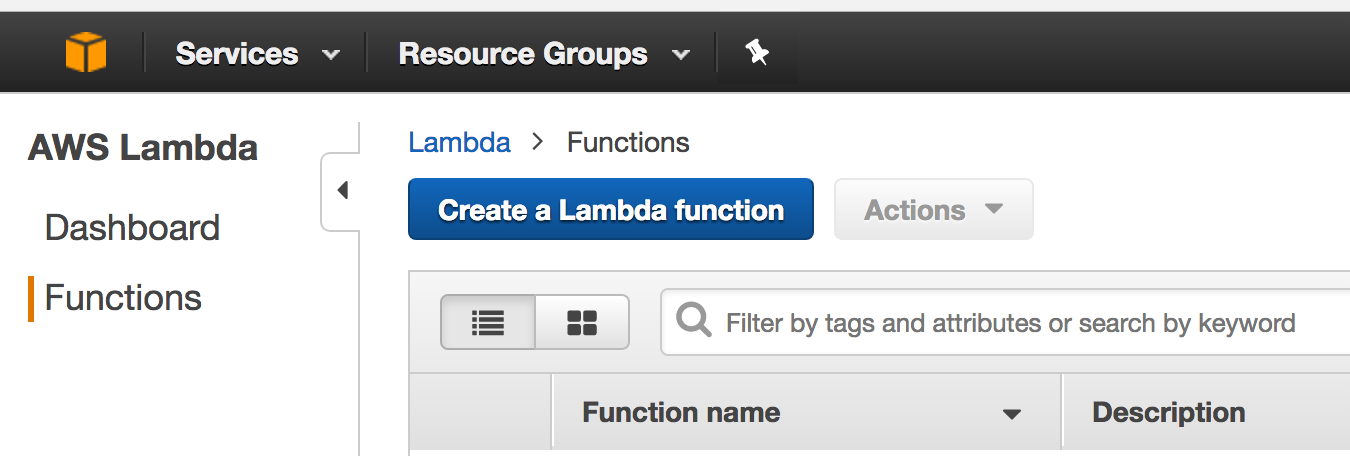 Services
Resource Groups
AWS Lambda
Dashboard
Functions
Lambda > Functions
Create a Lambda function
Actions
Filter by tags and attributes or search by keyword
Function name
Description